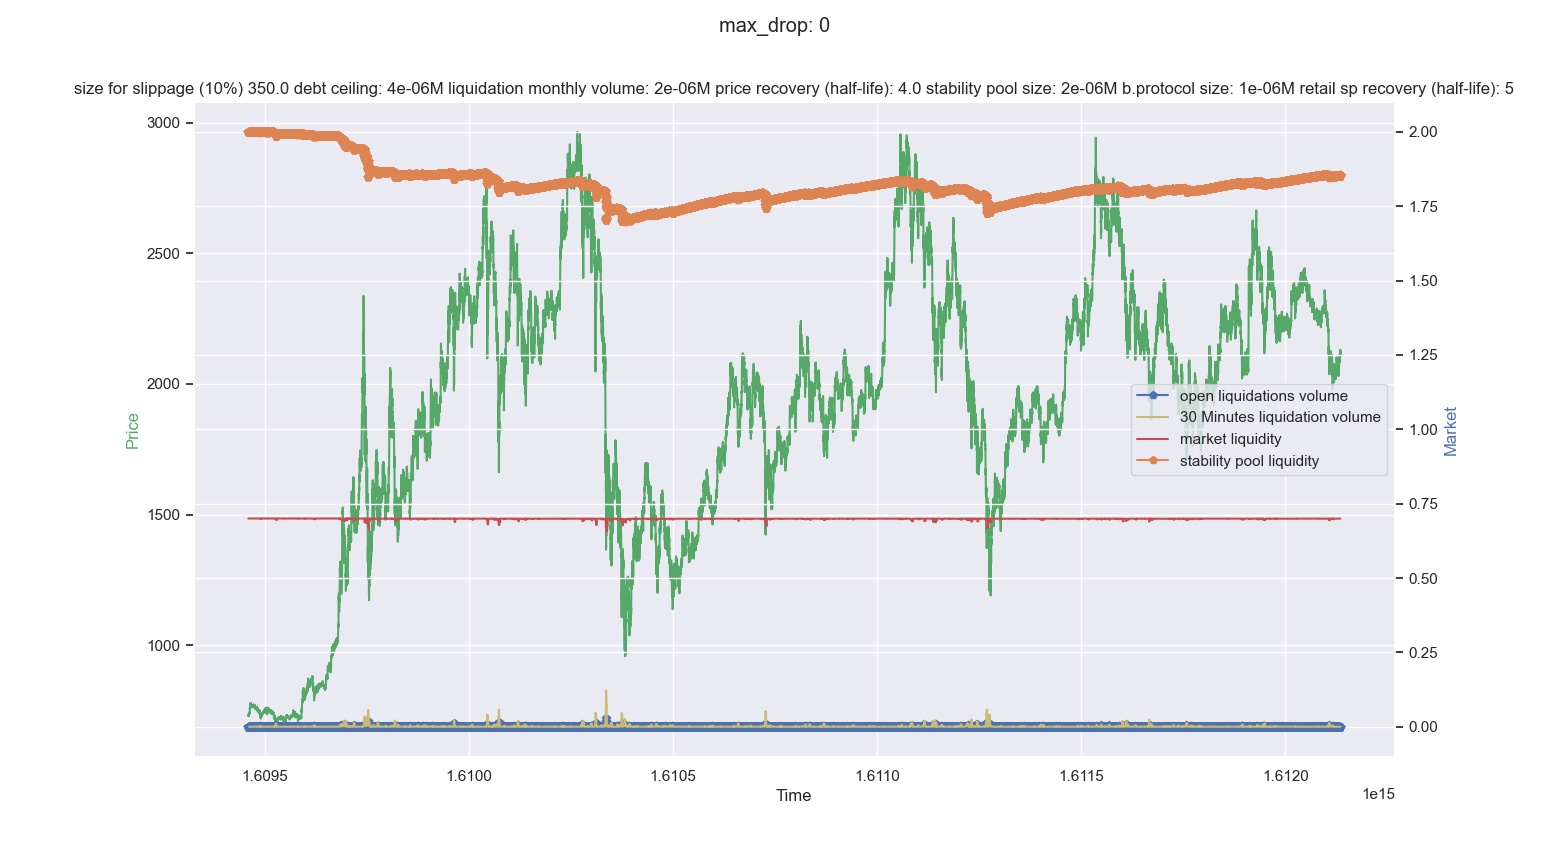 max_drop: 0
size for slippage (10%) 350.0 debt ceiling: 4e-06M liquidation monthly volume: 2e-06M price recovery (half-life): 4.0 stability pool size: 2e-06M b.protocol size: 1e-06M retail sp recovery (half-life): 5
3000
2500
2000
1500
1000
Price
2.00
1.75
1.50
1.25
1.00
0.75
0.50
0.25
0.00
Market
open liquidations volume
30 Minutes liquidation volume
market liquidity
stability pool liquidity
1.6095 1.6100 1.6105 1.6110 1.6115 1.6120
1e15
Time